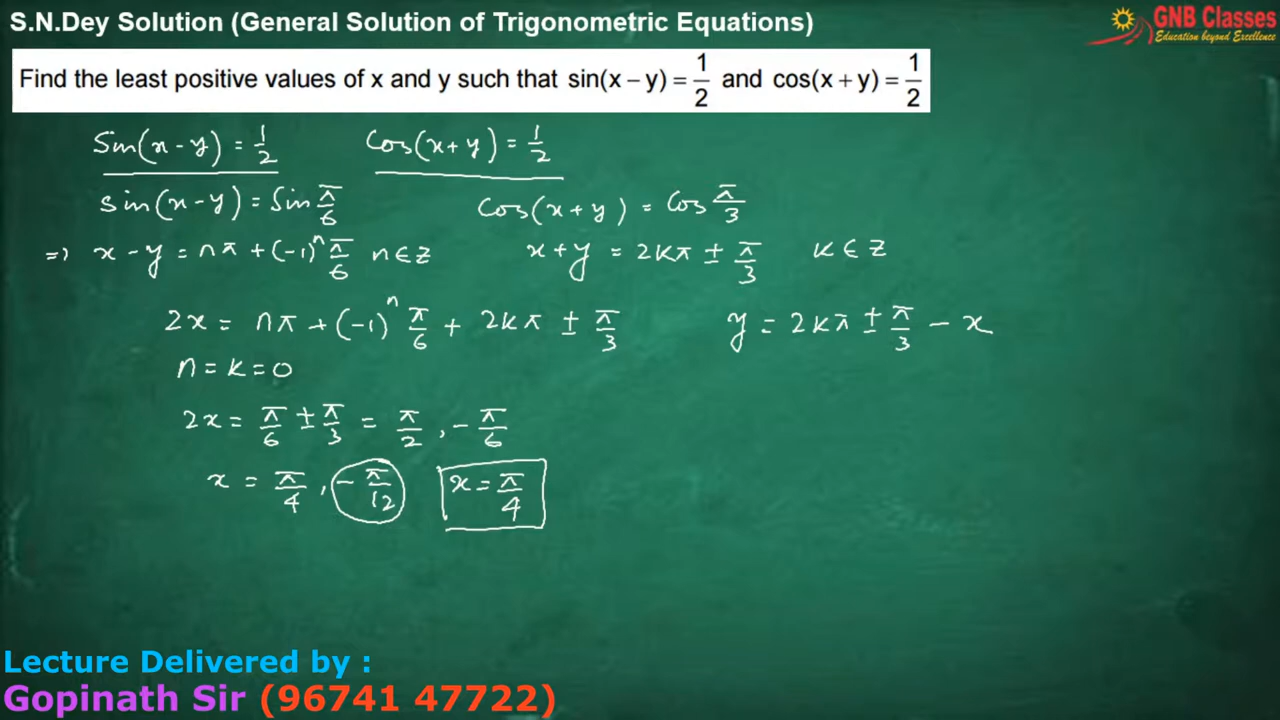 S.N.Dey Solution (General Solution of Trigonometric Equations)
GNB Classes
Education beyond Excellence
Find the least positive values of x and y such that sin(x − y) = 1/2 and cos(x + y) = 1/2
Sin(x − y) = 1/2 Cos(x + y) = 1/2
sin(x − y) = Sin π/6 Cos(x + y) = Cos π/3
⇒ x − y = nπ + (−1)^n π/6 n ∈ Z x + y = 2kπ ± π/3 k ∈ Z
2x = nπ + (−1)^n π/6 + 2kπ ± π/3 y = 2kπ ± π/3 − x
n = k = 0
2x = π/6 ± π/3 = π/2 , − π/6
x = π/4 , − π/12 x = π/4
Lecture Delivered by :
Gopinath Sir (96741 47722)